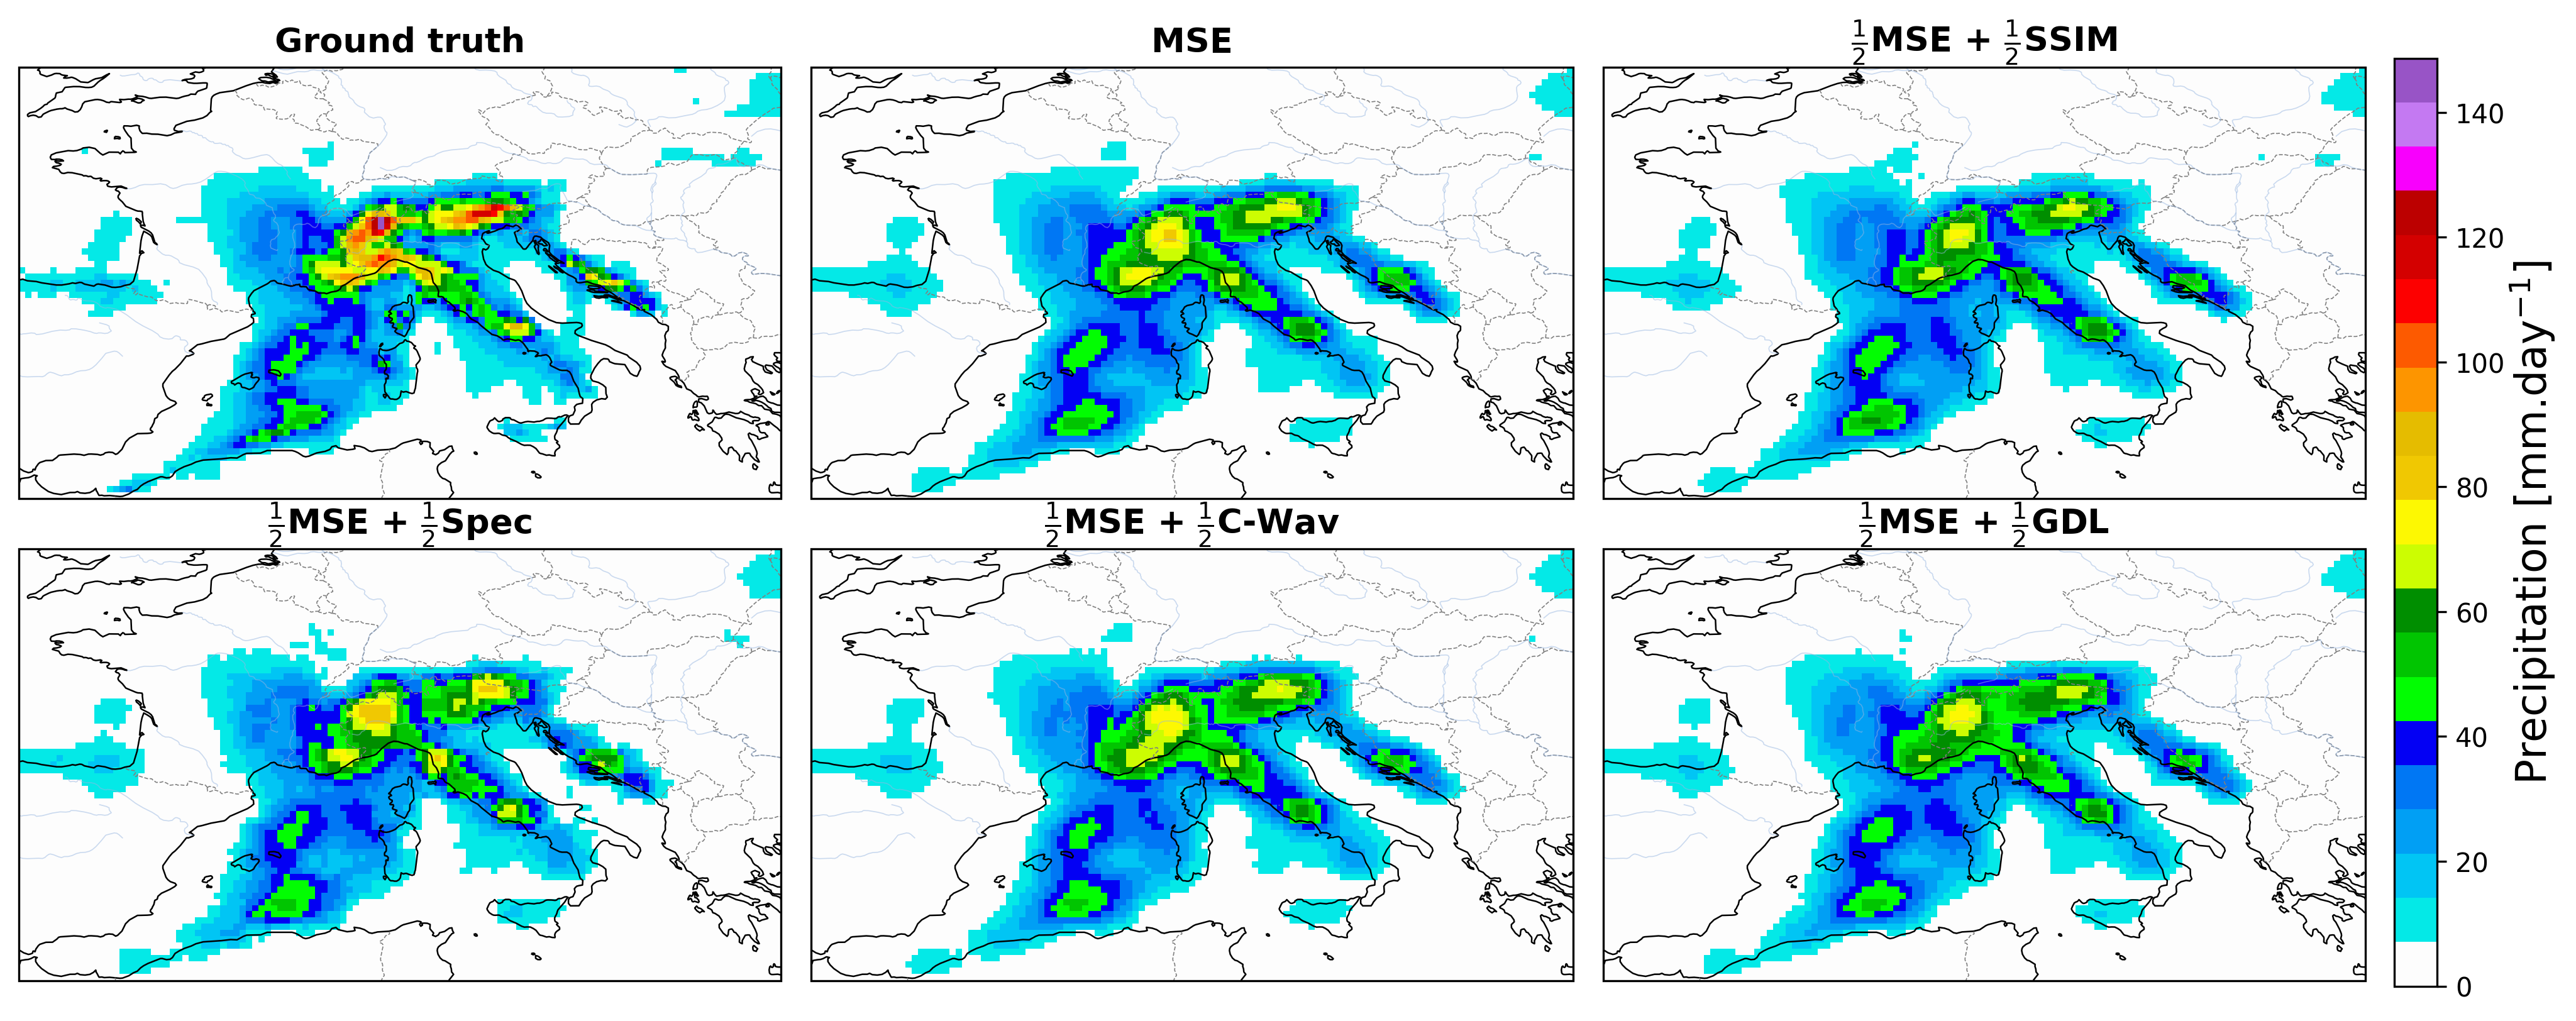 Ground truth
MSE
½MSE + ½SSIM
½MSE + ½Spec
½MSE + ½C-Wav
½MSE + ½GDL
140
120
100
80
60
40
20
0
Precipitation [mm.day⁻¹]